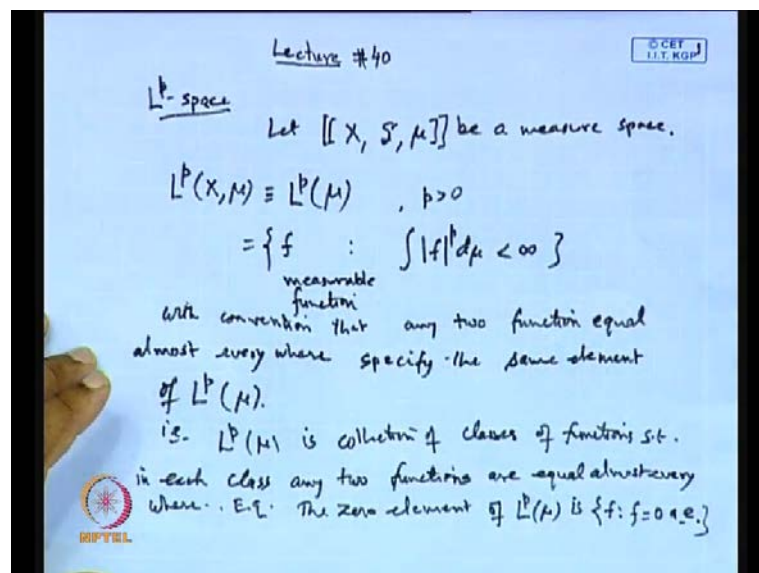 Lecture #40
© CET
I.I.T. KGP
1
L^p- space
Let [[ X, S, μ ]] be a measure space.
L^p(X, μ) ≡ L^p(μ) , p>0
= { f : ∫|f|^p dμ < ∞ }
measurable
function
with convention that any two function equal
almost every where specify the same element
of L^p(μ).
i.e. L^p(μ) is collection of classes of functions s.t.
in each class any two functions are equal almost every
where. . E.g. The zero element of L^p(μ) is {f: f=0 a.e.}
NPTEL